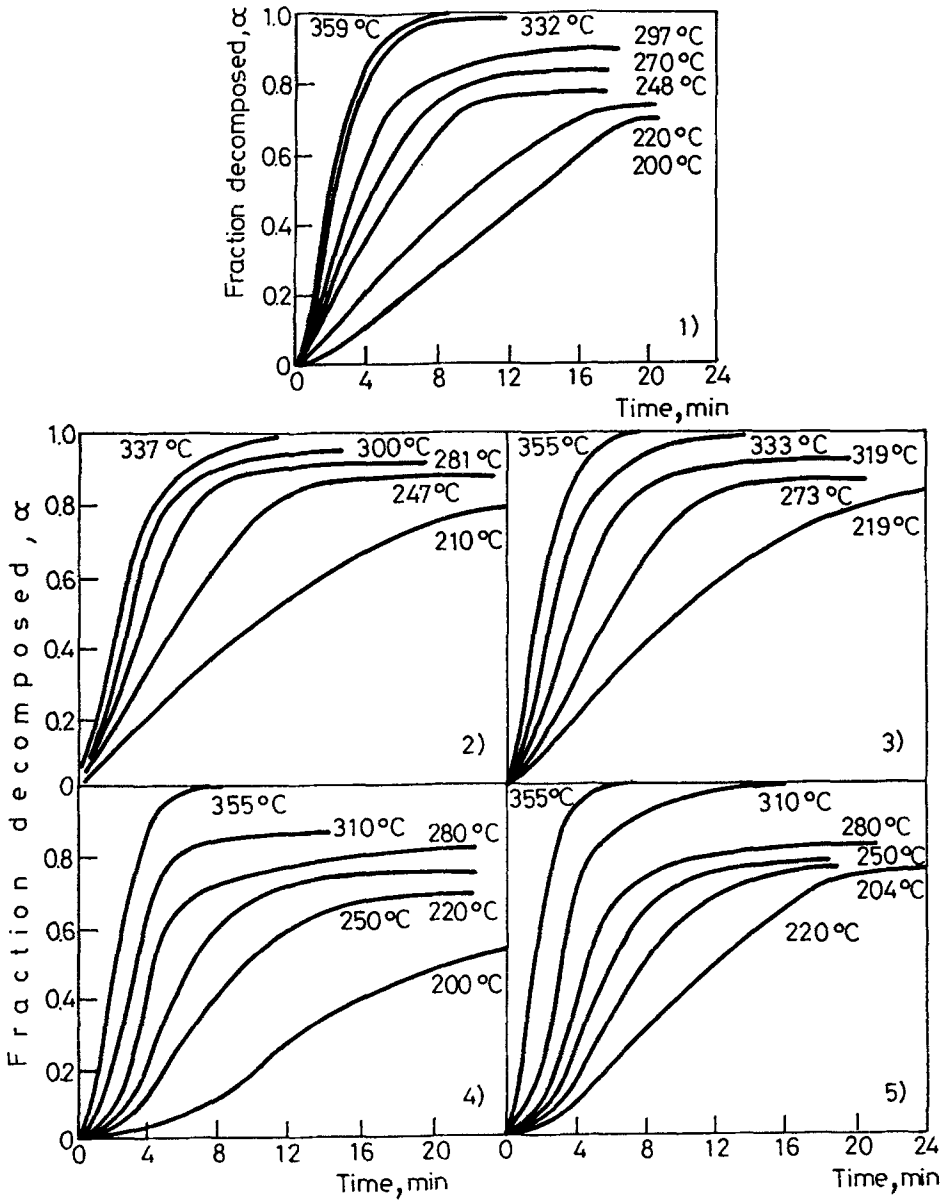 Fraction decomposed, α
1.0
0.8
0.6
0.4
0.2
0
359 °C
332 °C
297 °C
270 °C
248 °C
220 °C
200 °C
1)
0 4 8 12 16 20 24
Time, min
Fraction decomposed, α
1.0
0.8
0.6
0.4
0.2
0
337 °C
300 °C
281 °C
247 °C
210 °C
2)
355 °C
333 °C
319 °C
273 °C
219 °C
3)
0.8
0.6
0.4
0.2
0
355 °C
310 °C
280 °C
250 °C
220 °C
200 °C
4)
0 4 8 12 16 20
Time, min
355 °C
310 °C
280 °C
250 °C
204 °C
220 °C
5)
0 4 8 12 16 20 24
Time, min